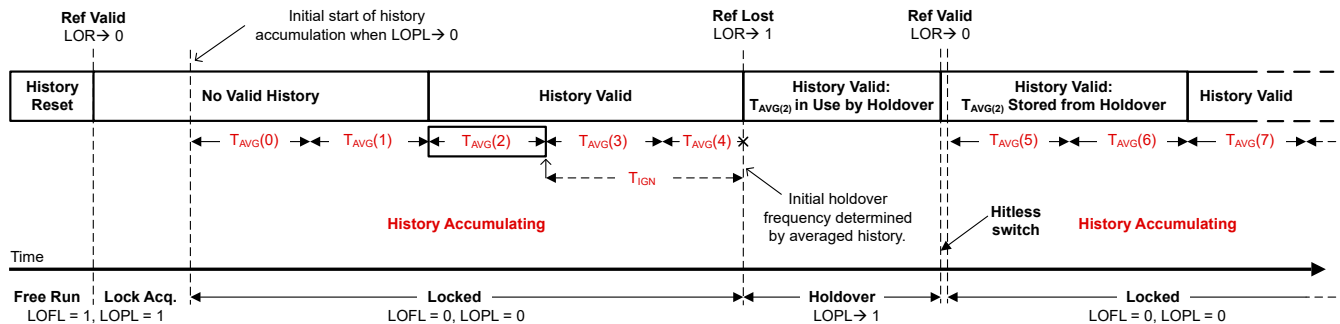 Ref Valid
LOR→ 0
Initial start of history
accumulation when LOPL→ 0
Ref Lost
LOR→ 1
Ref Valid
LOR→ 0
History
Reset
No Valid History
History Valid
History Valid:
TAVG(2) in Use by Holdover
History Valid:
TAVG(2) Stored from Holdover
History Valid
TAVG(0)
TAVG(1)
TAVG(2)
TAVG(3)
TAVG(4)
TAVG(5)
TAVG(6)
TAVG(7)
TIGN
Initial holdover
frequency determined
by averaged history.
History Accumulating
Hitless
switch
History Accumulating
Time
Free Run
Lock Acq.
LOFL = 1, LOPL = 1
Locked
LOFL = 0, LOPL = 0
Holdover
LOPL→ 1
Locked
LOFL = 0, LOPL = 0